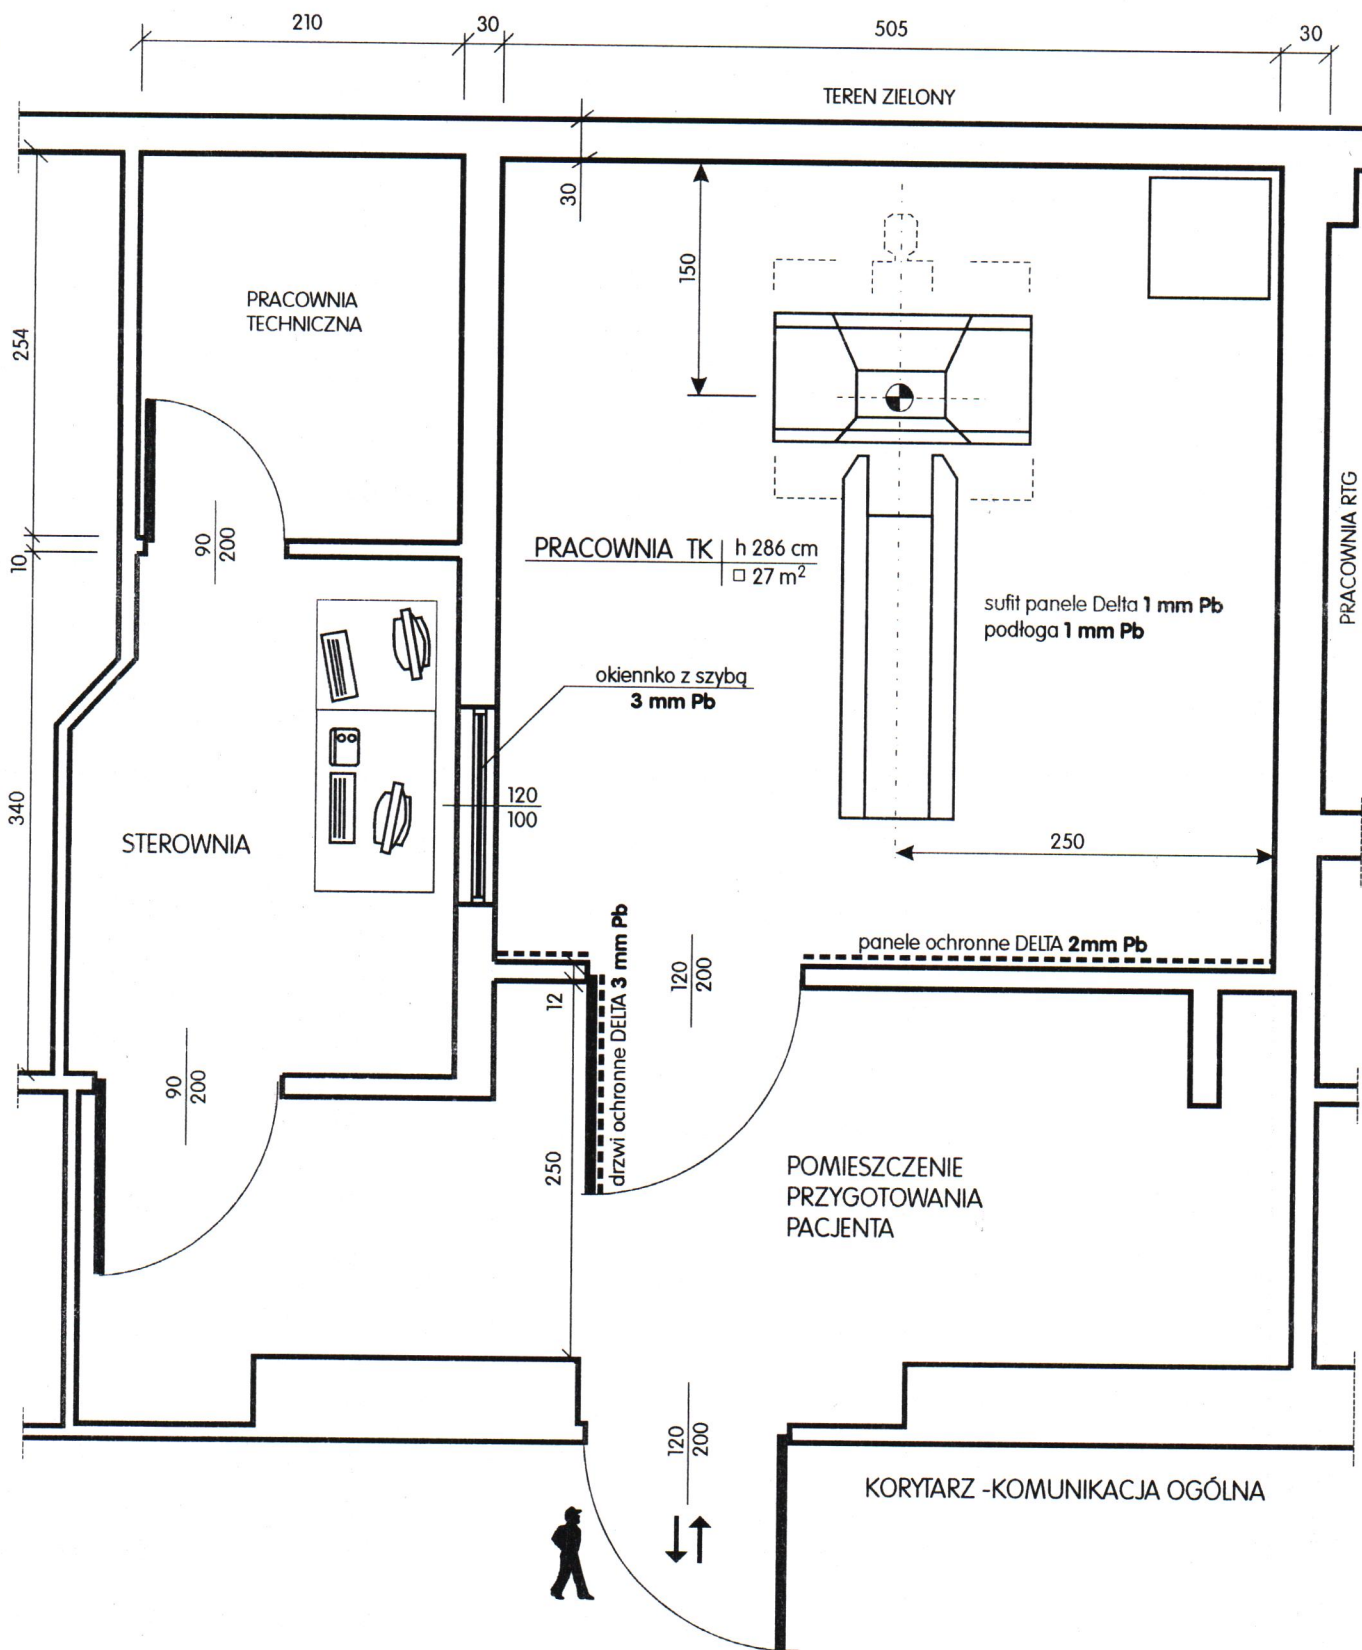 210
30
505
30
TEREN ZIELONY
30
150
254
PRACOWNIA
TECHNICZNA
PRACOWNIA RTG
90
200
10
PRACOWNIA TK
h 286 cm
□ 27 m²
sufit panele Delta 1 mm Pb
podłoga 1 mm Pb
okiennko z szybą
3 mm Pb
120
100
340
STEROWNIA
250
panele ochronne DELTA 2mm Pb
drzwi ochronne DELTA 3 mm Pb
120
200
12
90
200
250
POMIESZCZENIE
PRZYGOTOWANIA
PACJENTA
120
200
KORYTARZ -KOMUNIKACJA OGÓLNA